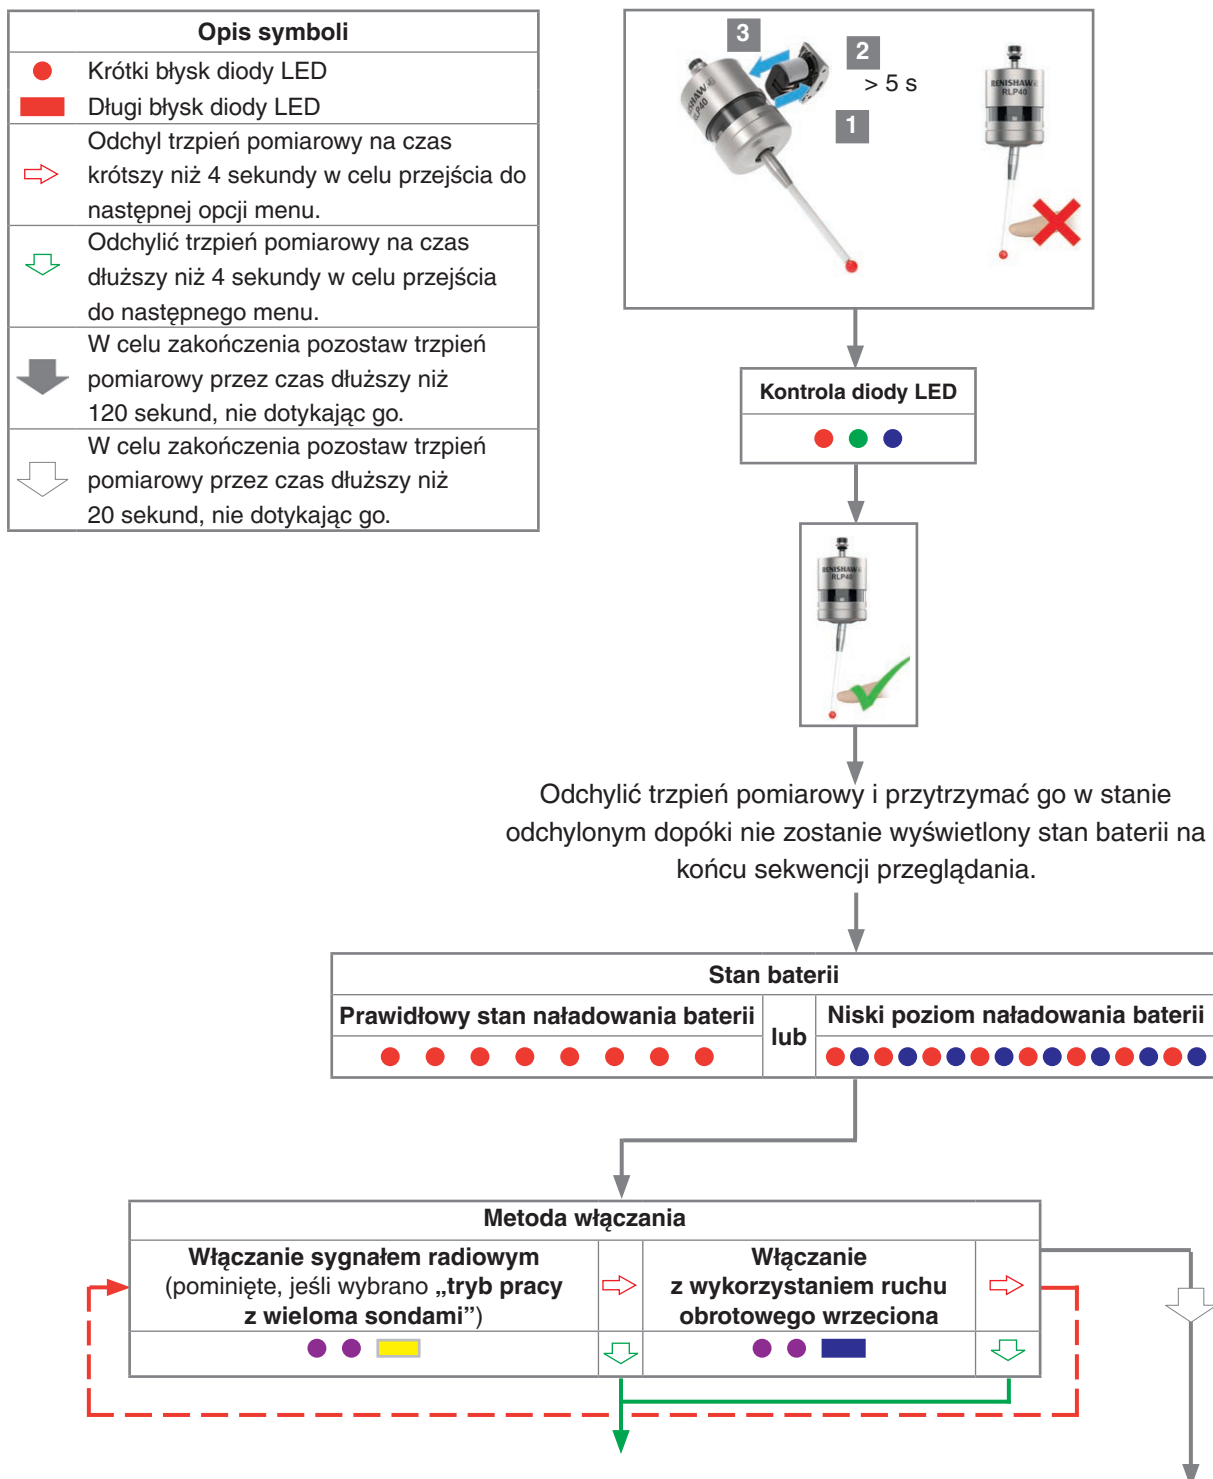 Opis symboli
Krótki błysk diody LED
Długi błysk diody LED
Odchyl trzpień pomiarowy na czas
krótszy niż 4 sekundy w celu przejścia do
następnej opcji menu.
Odchylić trzpień pomiarowy na czas
dłuższy niż 4 sekundy w celu przejścia
do następnego menu.
W celu zakończenia pozostaw trzpień
pomiarowy przez czas dłuższy niż
120 sekund, nie dotykając go.
W celu zakończenia pozostaw trzpień
pomiarowy przez czas dłuższy niż
20 sekund, nie dotykając go.
3
2
> 5 s
1
RENISHAW
RLP40
RENISHAW
RLP40
Kontrola diody LED
RENISHAW
RLP40
Odchylić trzpień pomiarowy i przytrzymać go w stanie
odchylonym dopóki nie zostanie wyświetlony stan baterii na
końcu sekwencji przeglądania.
Stan baterii
Prawidłowy stan naładowania baterii
lub
Niski poziom naładowania baterii
Metoda włączania
Włączanie sygnałem radiowym
(pominięte, jeśli wybrano „tryb pracy
z wieloma sondami”)
Włączanie
z wykorzystaniem ruchu
obrotowego wrzeciona